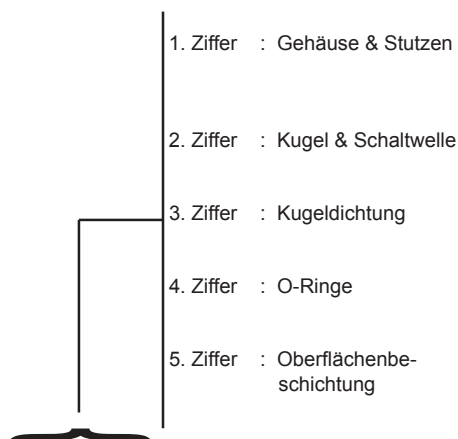 1. Ziffer : Gehäuse & Stutzen
2. Ziffer : Kugel & Schaltwelle
3. Ziffer : Kugeldichtung
4. Ziffer : O-Ringe
5. Ziffer : Oberflächenbe-
schichtung